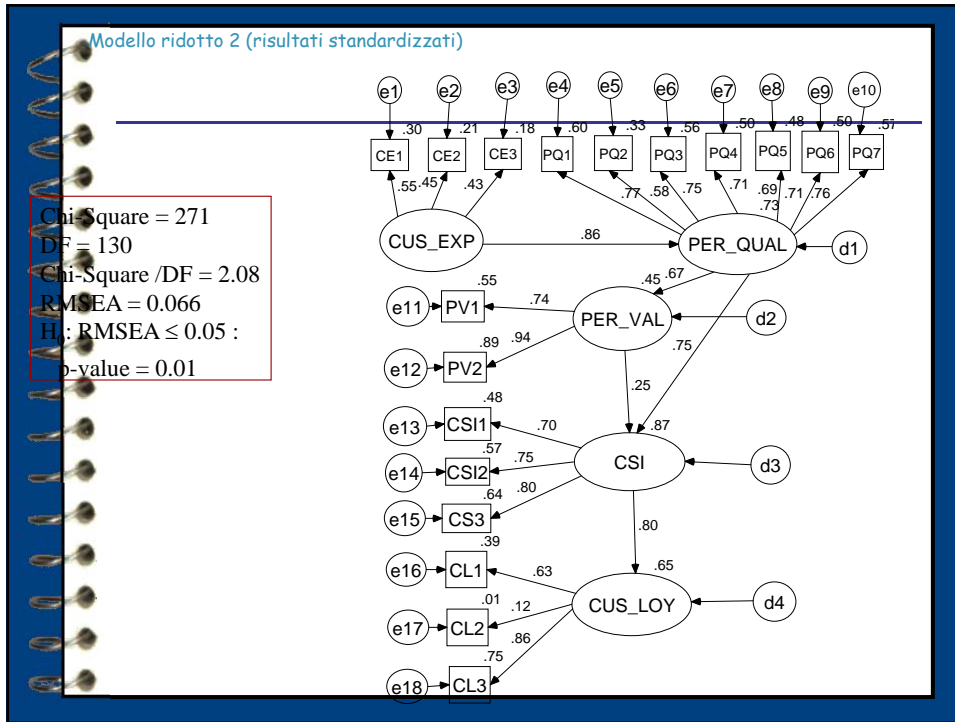 Modello ridotto 2 (risultati standardizzati)
e1 e2 e3 e4 e5 e6 e7 e8 e9 e10
.30 .21 .18 .60 .33 .56 .50 .48 .50 .57
CE1 CE2 CE3 PQ1 PQ2 PQ3 PQ4 PQ5 PQ6 PQ7
.55 .45 .43 .77 .58 .75 .71 .69 .71 .76
.73
Chi-Square = 271
DF = 130
Chi-Square /DF = 2.08
RMSEA = 0.066
H0: RMSEA ≤ 0.05 :
p-value = 0.01
CUS_EXP .86 PER_QUAL d1
.45 .67
.55
e11 PV1 .74 PER_VAL d2
.75
.89 .94
e12 PV2
.25
.48
e13 CSI1 .70 .87
.57
e14 CSI2 .75 CSI d3
.64 .80
e15 CS3
.80
.39
e16 CL1 .63 .65
CUS_LOY d4
.01 .12
e17 CL2
.86
.75
e18 CL3